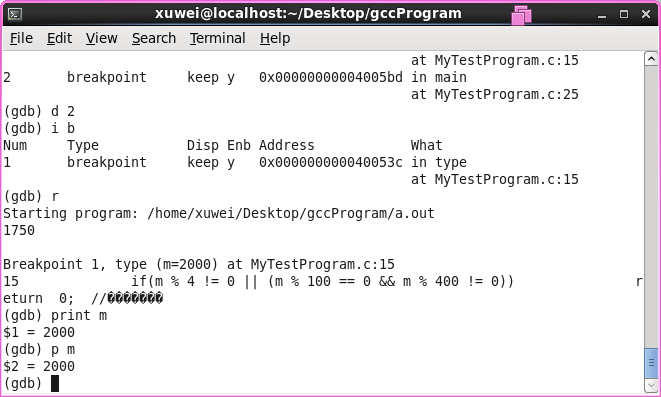 xuwei@localhost:~/Desktop/gccProgram
File Edit View Search Terminal Help
at MyTestProgram.c:15
2 breakpoint keep y 0x00000000004005bd in main
at MyTestProgram.c:25
(gdb) d 2
(gdb) i b
Num Type Disp Enb Address What
1 breakpoint keep y 0x000000000040053c in type
at MyTestProgram.c:15
(gdb) r
Starting program: /home/xuwei/Desktop/gccProgram/a.out
1750
Breakpoint 1, type (m=2000) at MyTestProgram.c:15
15 if(m % 4 != 0 || (m % 100 == 0 && m % 400 != 0)) r
eturn 0; //��������
(gdb) print m
$1 = 2000
(gdb) p m
$2 = 2000
(gdb)